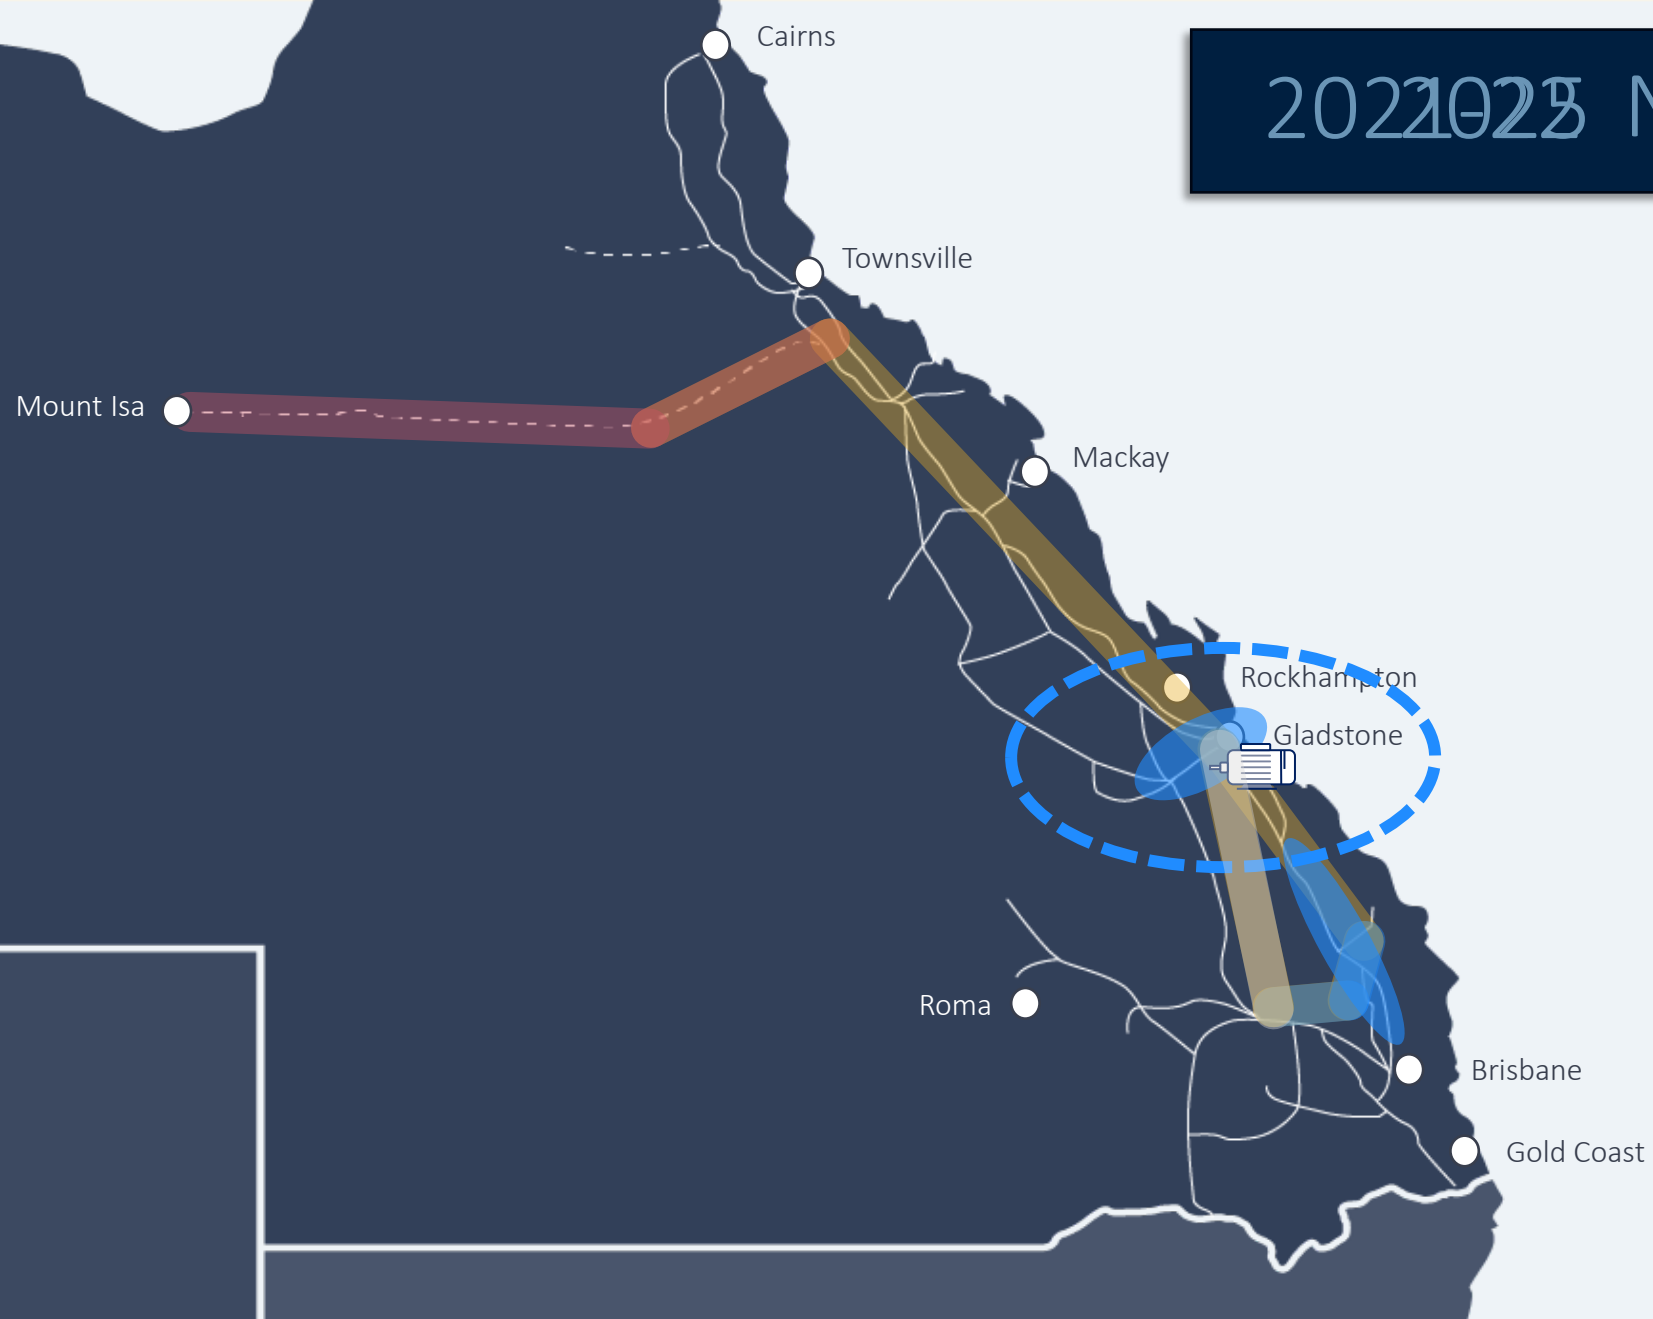 Cairns
Townsville
Mount Isa
Mackay
Rockhampton
Gladstone
Roma
Brisbane
Gold Coast